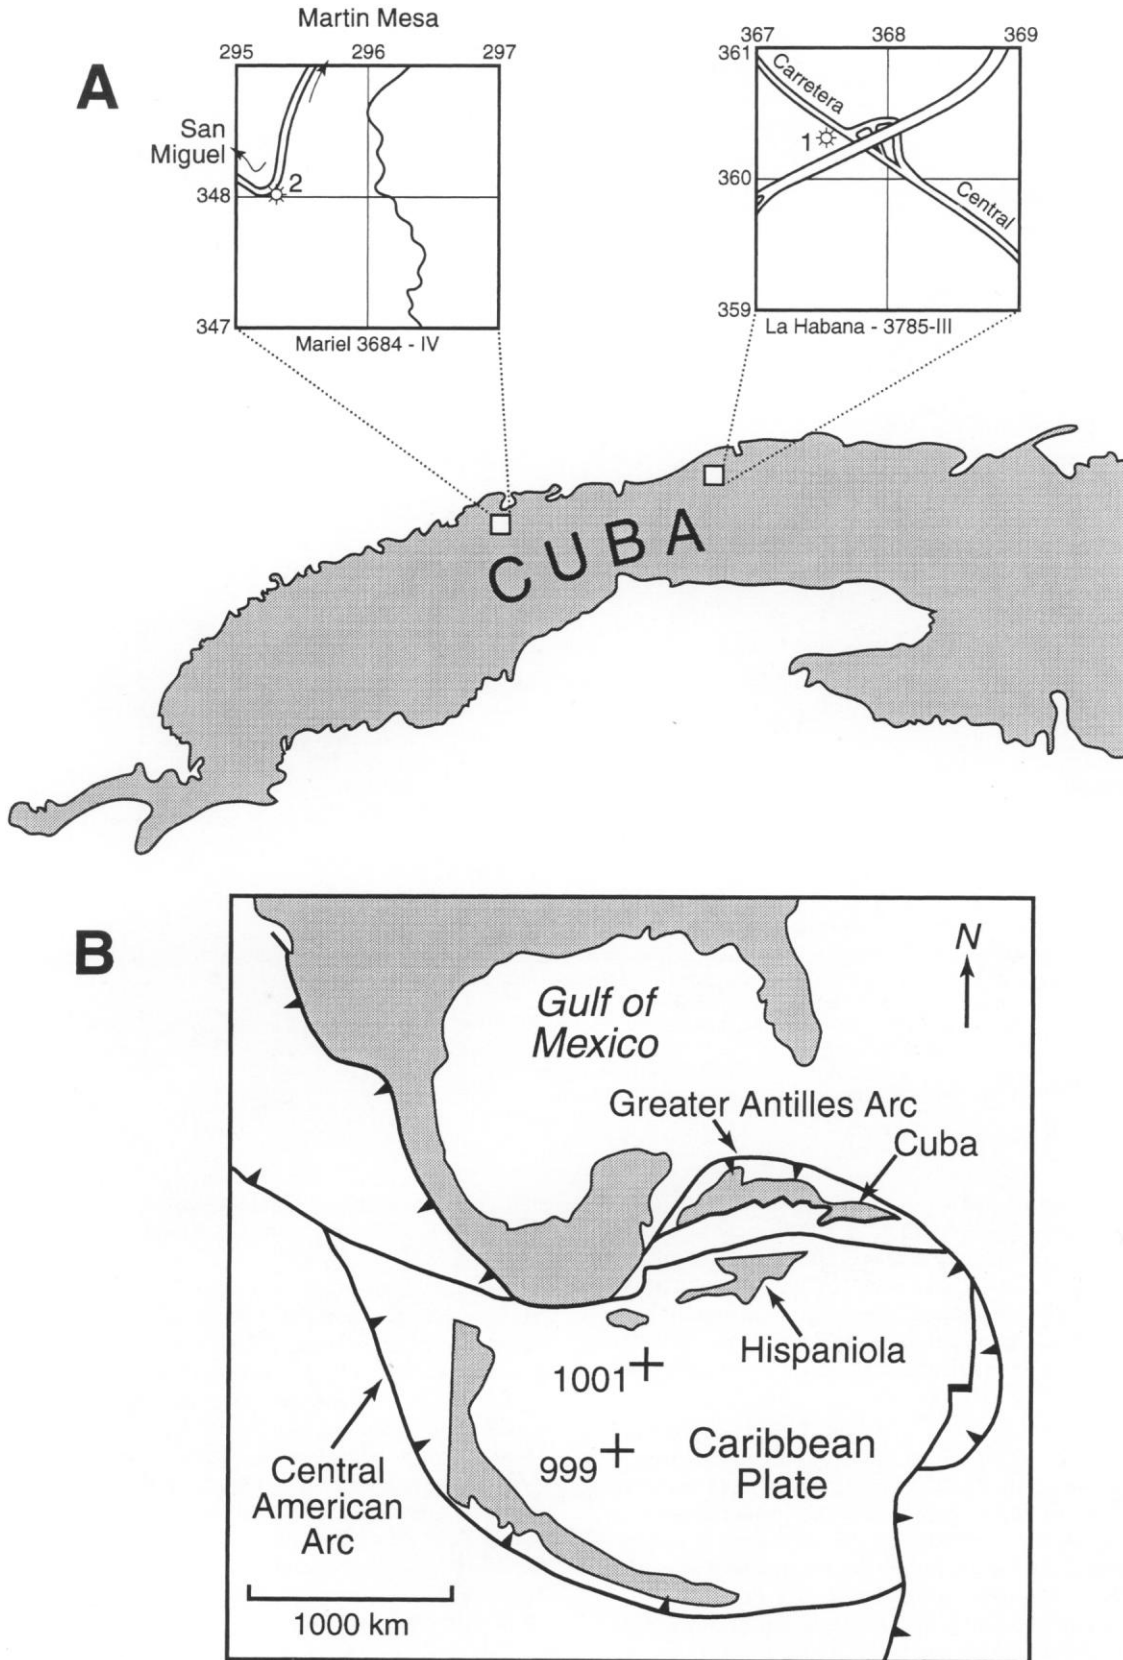 A
Martin Mesa
295 296 297
San
Miguel
2
348
347
Mariel 3684 - IV
367 368 369
361
Carretera
1
360
Central
359
La Habana - 3785-III
CUBA
B
N
Gulf of
Mexico
Greater Antilles Arc
Cuba
Hispaniola
1001
999
Caribbean
Plate
Central
American
Arc
1000 km